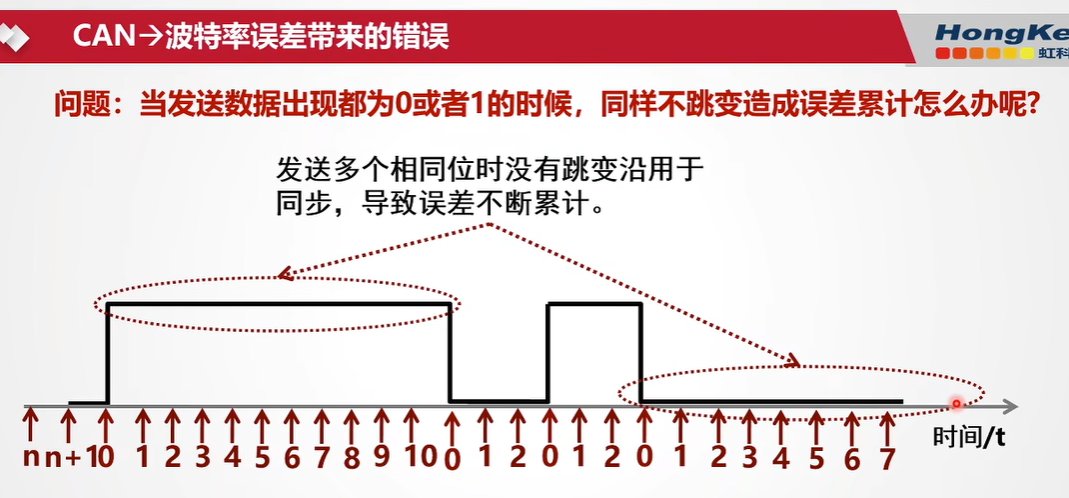 CAN→波特率误差带来的错误
HongKe
虹科
问题：当发送数据出现都为0或者1的时候，同样不跳变造成误差累计怎么办呢?
发送多个相同位时没有跳变沿用于
同步，导致误差不断累计。
n n+1 0 1 2 3 4 5 6 7 8 9 10 0 1 2 0 1 2 0 1 2 3 4 5 6 7
时间/t